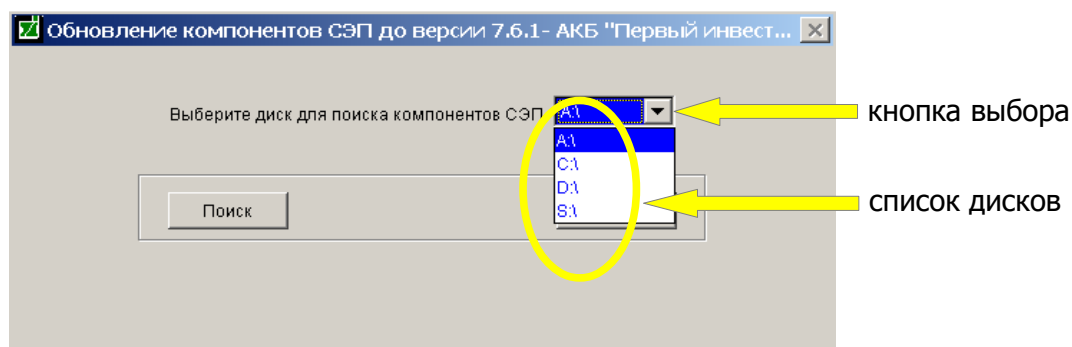 Обновление компонентов СЭП до версии 7.6.1- АКБ "Первый инвест...
Выберите диск для поиска компонентов СЭП
A:\
кнопка выбора
A:\
C:\
D:\
S:\
список дисков
Поиск